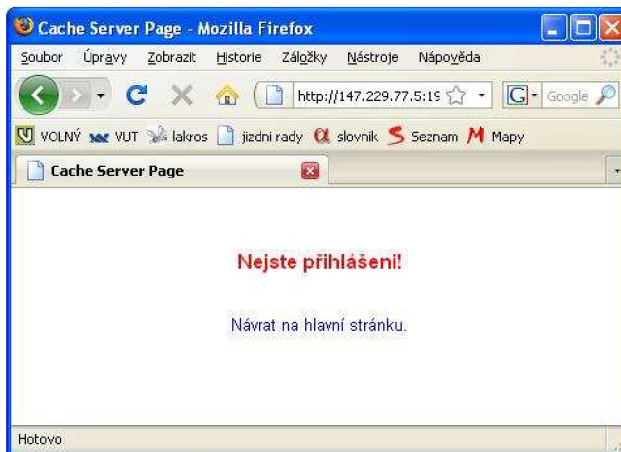 Cache Server Page - Mozilla Firefox
Soubor Úpravy Zobrazit Historie Záložky Nástroje Nápověda
http://147.229.77.5:19 G Google
VOLNÝ VUT lakros jizdni rady slovnik Seznam Mapy
Cache Server Page
Nejste přihlášeni!
Návrat na hlavní stránku.
Hotovo